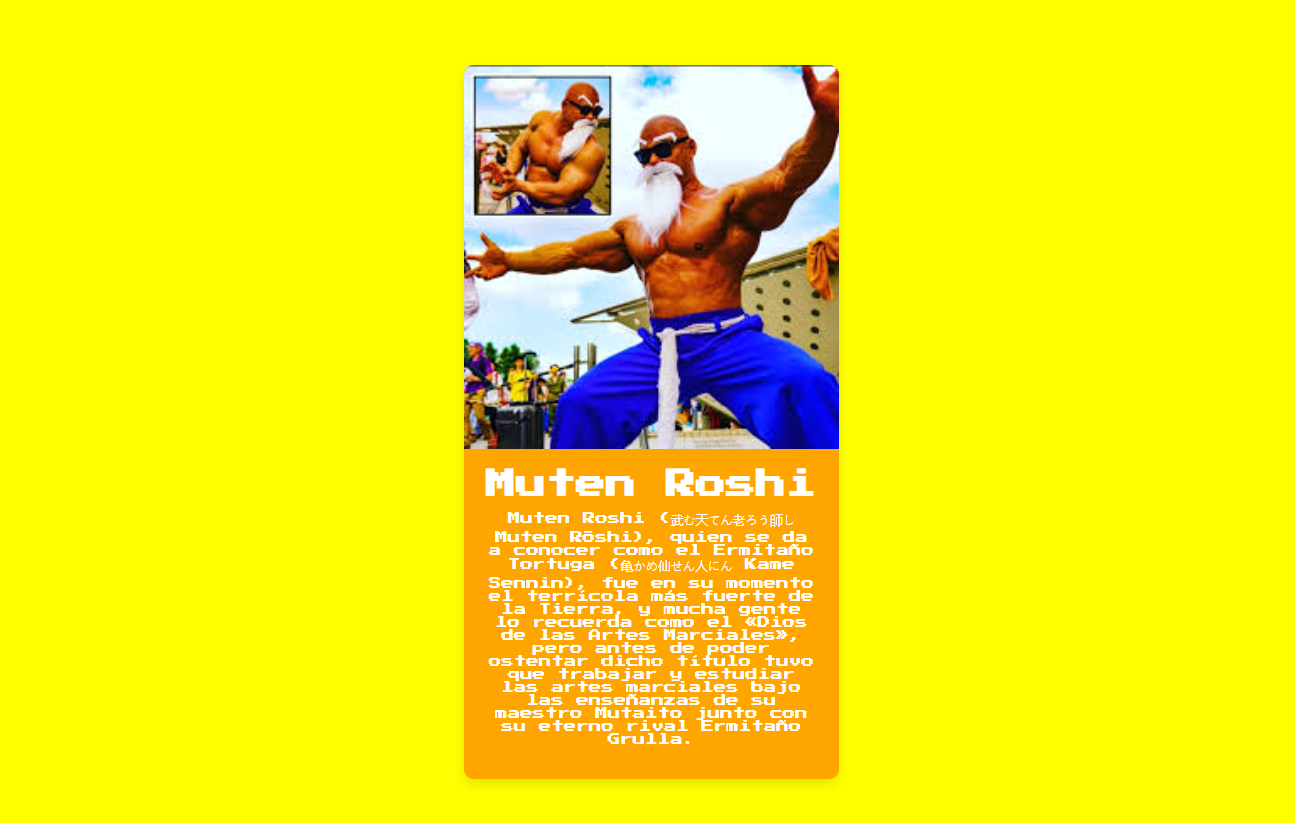 Muten Roshi
Muten Roshi (武む天てん老ろう師し
Muten Rōshi), quien se da
a conocer como el Ermitaño
Tortuga (亀かめ仙せん人にん Kame
Sennin), fue en su momento
el terrícola más fuerte de
la Tierra, y mucha gente
lo recuerda como el «Dios
de las Artes Marciales»,
pero antes de poder
ostentar dicho título tuvo
que trabajar y estudiar
las artes marciales bajo
las enseñanzas de su
maestro Mutaito junto con
su eterno rival Ermitaño
Grulla.